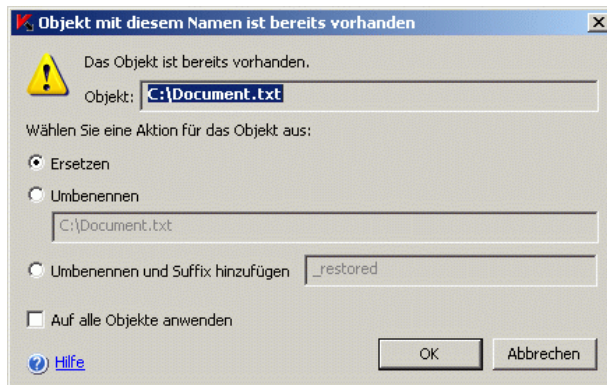 Objekt mit diesem Namen ist bereits vorhanden
Das Objekt ist bereits vorhanden.
Objekt: C:\Document.txt
Wählen Sie eine Aktion für das Objekt aus:
Ersetzen
Umbenennen
C:\Document.txt
Umbenennen und Suffix hinzufügen _restored
Auf alle Objekte anwenden
Hilfe OK Abbrechen